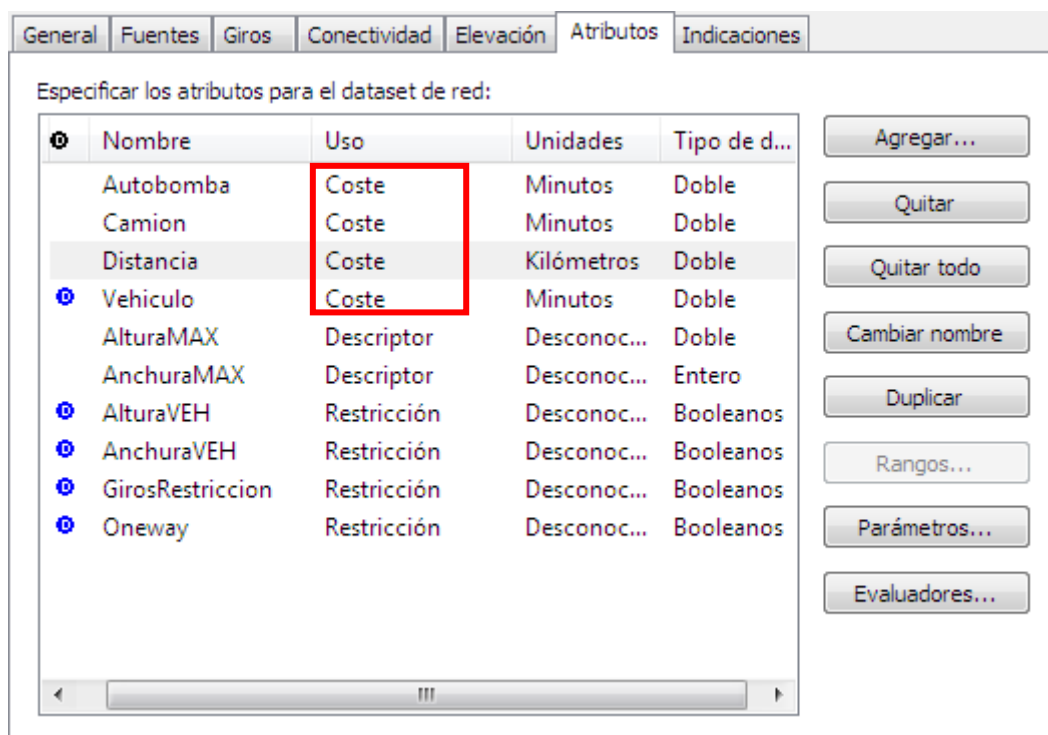 General Fuentes Giros Conectividad Elevación Atributos Indicaciones
Especificar los atributos para el dataset de red:
Nombre Uso Unidades Tipo de d...
Autobomba Coste Minutos Doble
Camion Coste Minutos Doble
Distancia Coste Kilómetros Doble
D Vehiculo Coste Minutos Doble
AlturaMAX Descriptor Desconoc... Doble
AnchuraMAX Descriptor Desconoc... Entero
D AlturaVEH Restricción Desconoc... Booleanos
D AnchuraVEH Restricción Desconoc... Booleanos
D GirosRestriccion Restricción Desconoc... Booleanos
D Oneway Restricción Desconoc... Booleanos
Agregar...
Quitar
Quitar todo
Cambiar nombre
Duplicar
Rangos...
Parámetros...
Evaluadores...